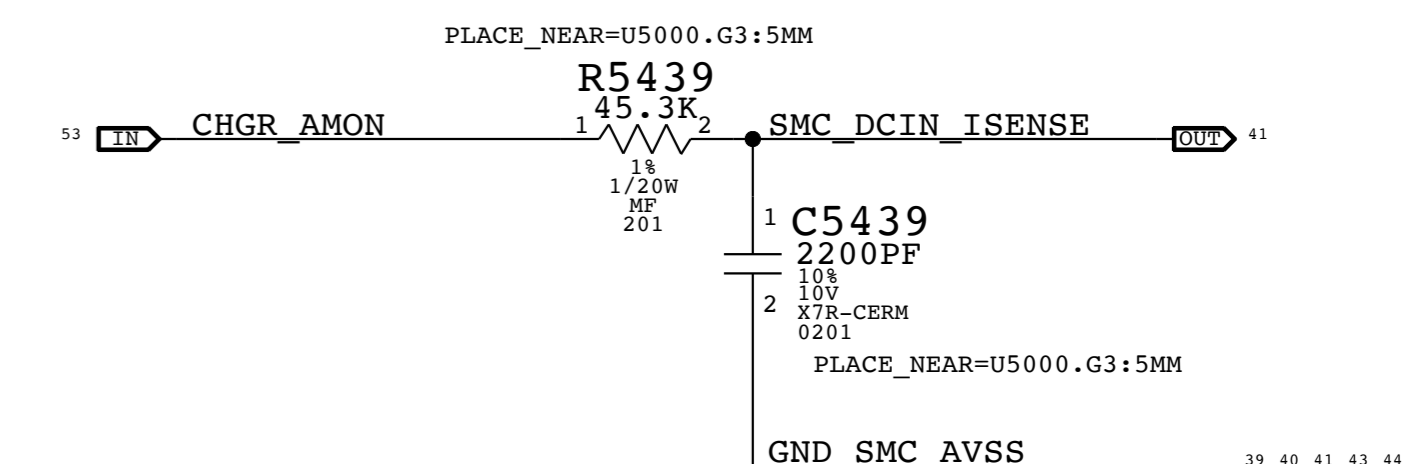 PLACE_NEAR=U5000.G3:5MM
R5439
45.3K
53 IN CHGR_AMON 1 2 SMC_DCIN_ISENSE OUT 41
1%
1/20W
MF
201
1 C5439
2200PF
10%
10V
2 X7R-CERM
0201
PLACE_NEAR=U5000.G3:5MM
GND_SMC_AVSS 39 40 41 43 44